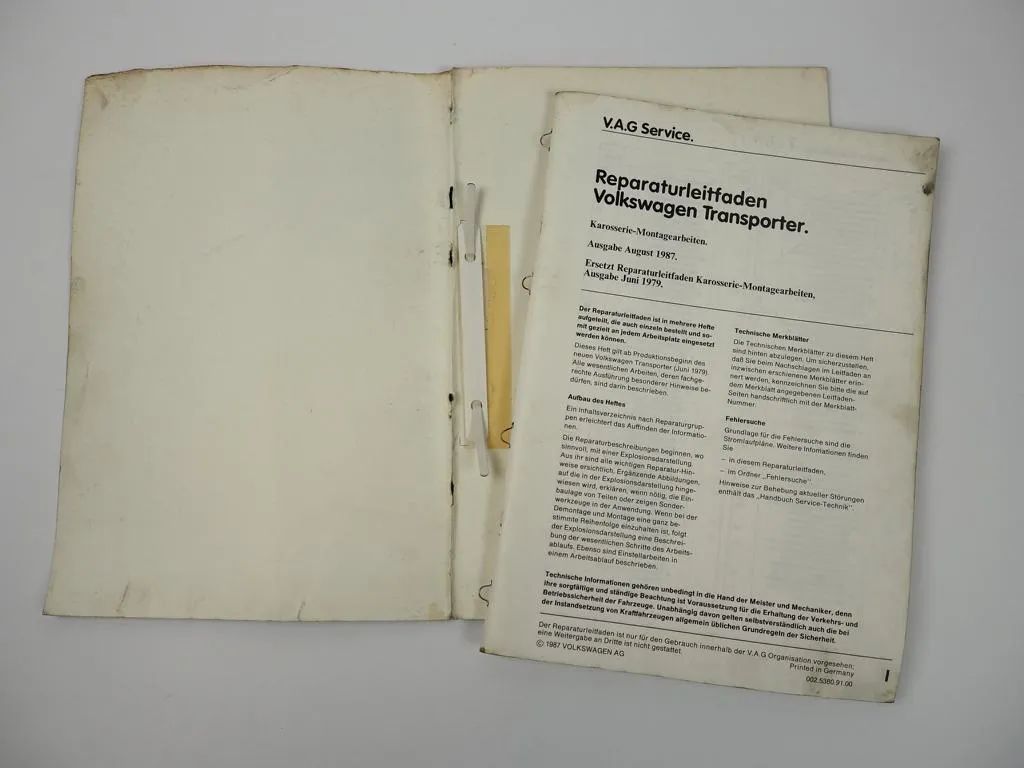 V.A.G Service.
Reparaturleitfaden
Volkswagen Transporter.
Karosserie-Montagearbeiten.
Ausgabe August 1987.
Ersetzt Reparaturleitfaden Karosserie-Montagearbeiten,
Ausgabe Juni 1979.
Der Reparaturleitfaden ist in mehrere Hefte
aufgeteilt, die auch einzeln bestellt und so-
mit gezielt an jedem Arbeitsplatz eingesetzt
werden können.
Dieses Heft gilt ab Produktionsbeginn des
neuen Volkswagen Transporter (Juni 1979).
Alle wesentlichen Arbeiten, deren fachge-
rechte Ausführung besonderer Hinweise be-
dürfen, sind darin beschrieben.
Aufbau des Heftes
Ein Inhaltsverzeichnis nach Reparaturgrup-
pen erleichtert das Auffinden der Informatio-
nen.
Die Reparaturbeschreibungen beginnen, wo
sinnvoll, mit einer Explosionsdarstellung.
Aus ihr sind alle wichtigen Reparatur-Hin-
weise ersichtlich, Ergänzende Abbildungen,
auf die in der Explosionsdarstellung hinge-
wiesen wird, erklären, wenn nötig, die Ein-
baulage von Teilen oder zeigen Sonder-
werkzeuge in der Anwendung. Wenn bei der
Demontage und Montage eine ganz be-
stimmte Reihenfolge einzuhalten ist, folgt
der Explosionsdarstellung eine Beschrei-
bung der wesentlichen Schritte des Arbeits-
ablaufs. Ebenso sind Einstellarbeiten in
einem Arbeitsablauf beschrieben.
Technische Merkblätter
Die Technischen Merkblätter zu diesem Heft
sind hinten abzulegen. Um sicherzustellen,
daß Sie beim Nachschlagen im Leitfaden an
inzwischen erschienene Merkblätter erin-
nert werden, kennzeichnen Sie bitte die auf
dem Merkblatt angegebenen Leitfaden-
Seiten handschriftlich mit der Merkblatt-
Nummer.
Fehlersuche
Grundlage für die Fehlersuche sind die
Stromlaufpläne. Weitere Infomationen finden
Sie
– in diesem Reparaturleitfaden,
– im Ordner „Fehlersuche“.
Hinweise zur Behebung aktueller Störungen
enthält das „Handbuch Service-Technik“.
Technische Informationen gehören unbedingt in die Hand der Meister und Mechaniker, denn
ihre sorgfältige und ständige Beachtung ist Voraussetzung für die Erhaltung der Verkehrs- und
Betriebssicherheit der Fahrzeuge. Unabhängig davon gelten selbstverständlich auch die bei
der Instandsetzung von Kraftfahrzeugen allgemein üblichen Grundregeln der Sicherheit.
Der Reparaturleitfaden ist nur für den Gebrauch innerhalb der V.A.G Organisation vorgesehen;
eine Weitergabe an Dritte ist nicht gestattet.
© 1987 VOLKSWAGEN AG
Printed in Germany
002.5380.91.00